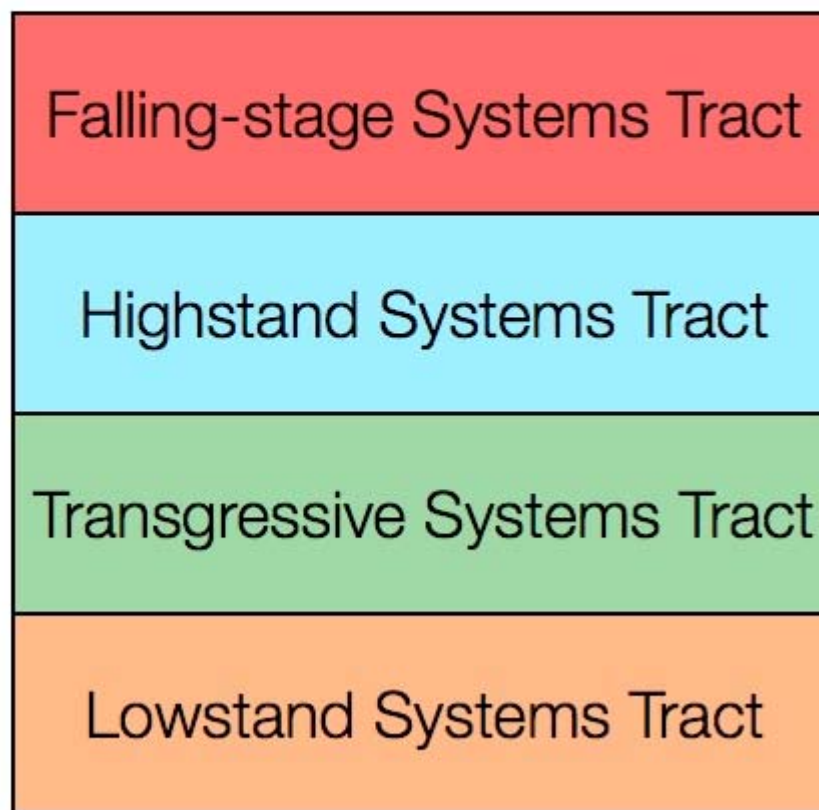 Falling-stage Systems Tract
Highstand Systems Tract
Transgressive Systems Tract
Lowstand Systems Tract